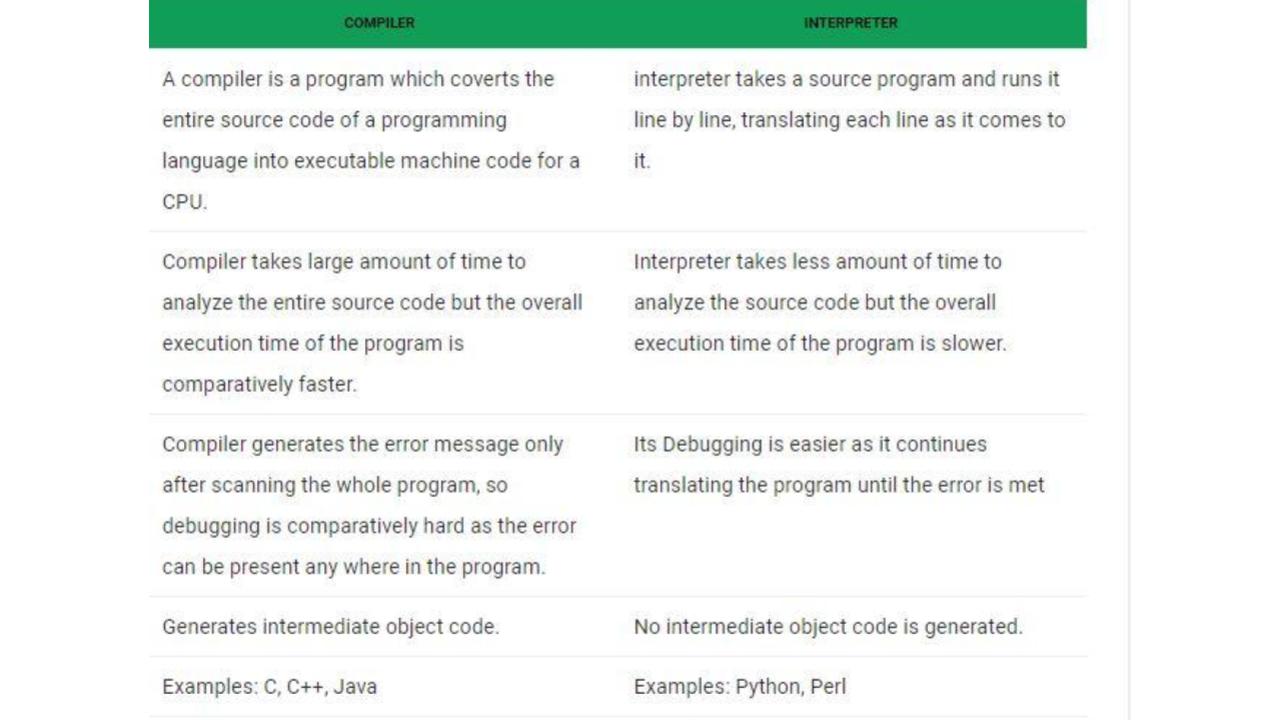 COMPILER
INTERPRETER
A compiler is a program which coverts the
entire source code of a programming
language into executable machine code for a
CPU.
interpreter takes a source program and runs it
line by line, translating each line as it comes to
it.
Compiler takes large amount of time to
analyze the entire source code but the overall
execution time of the program is
comparatively faster.
Interpreter takes less amount of time to
analyze the source code but the overall
execution time of the program is slower.
Compiler generates the error message only
after scanning the whole program, so
debugging is comparatively hard as the error
can be present any where in the program.
Its Debugging is easier as it continues
translating the program until the error is met
Generates intermediate object code.
No intermediate object code is generated.
Examples: C, C++, Java
Examples: Python, Perl